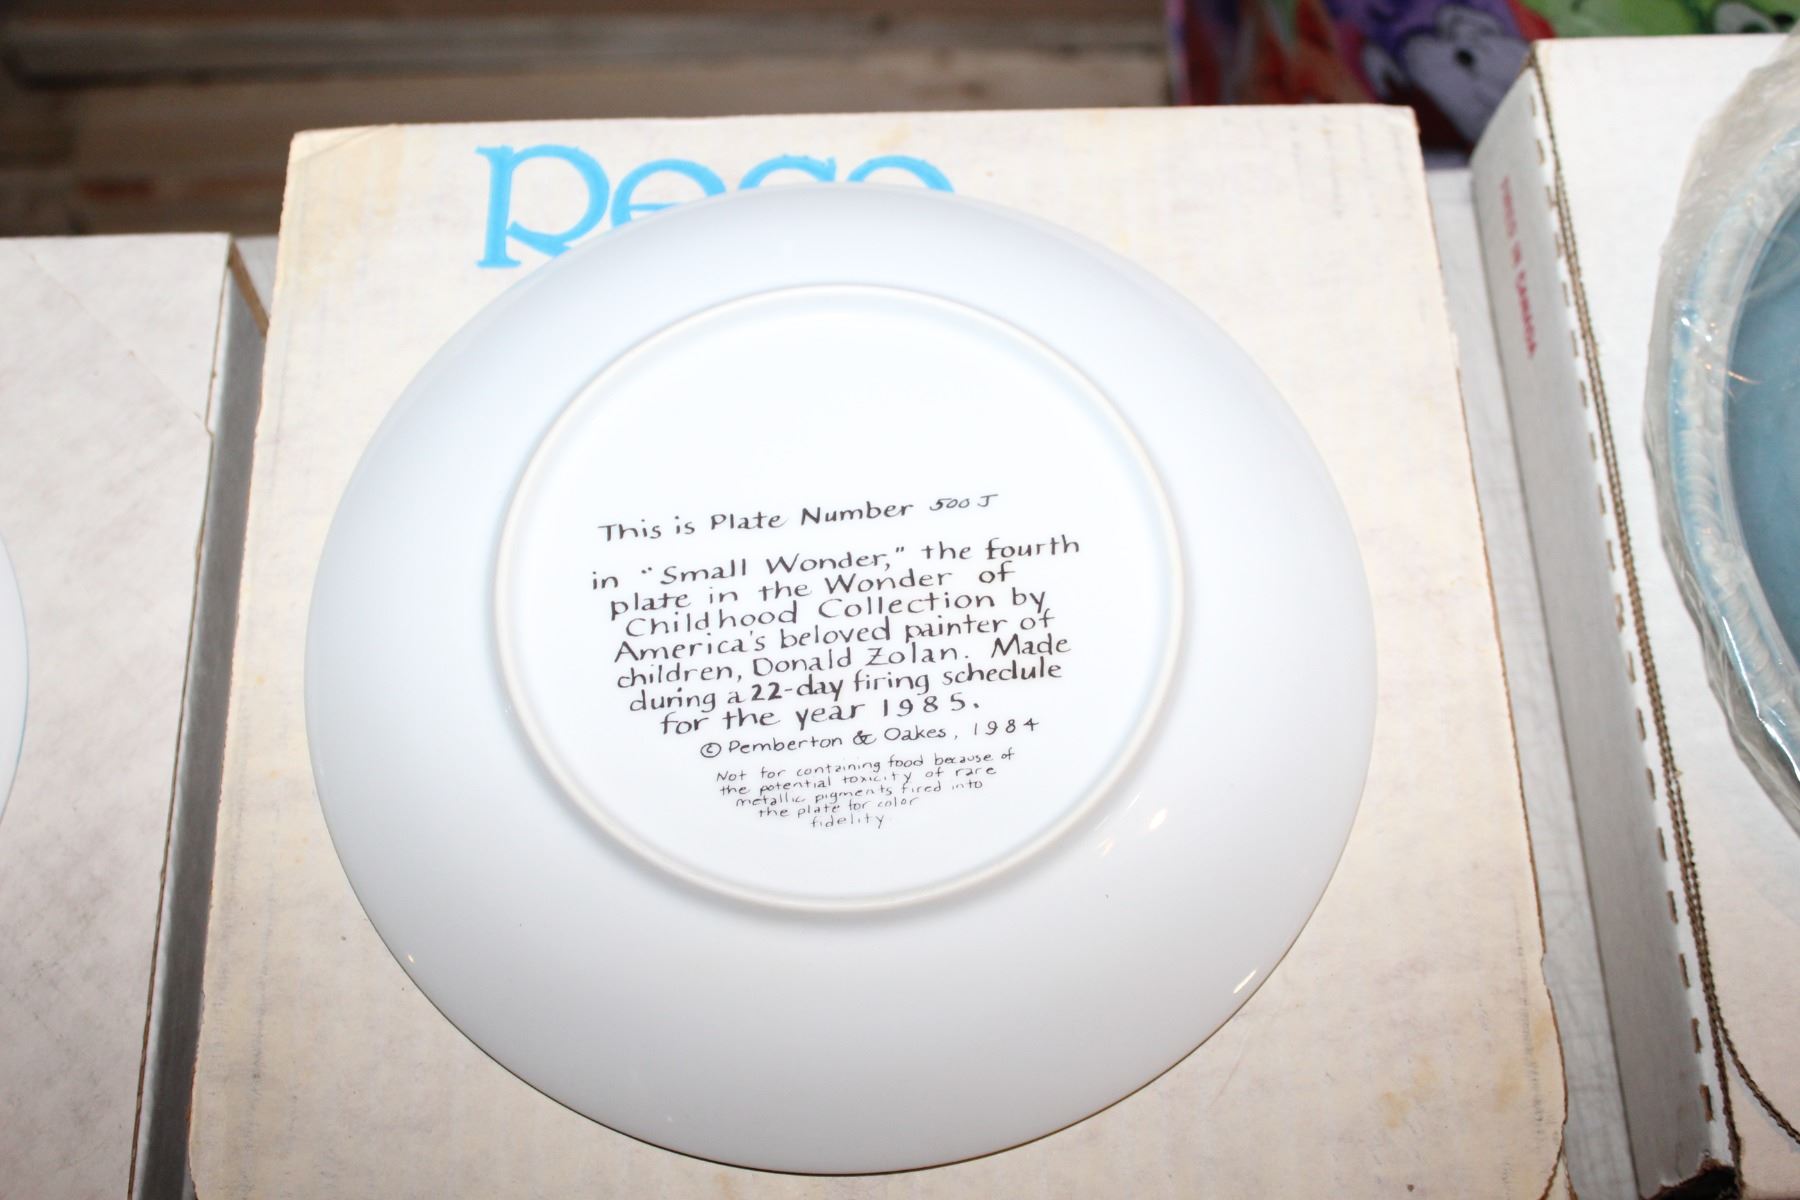 Reco
This is Plate Number 500 J
in "Small Wonder," the fourth
plate in the Wonder of
Childhood Collection by
America's beloved painter of
children, Donald Zolan. Made
during a 22-day firing schedule
for the year 1985.
© Pemberton & Oakes, 1984
Not for containing food because of
the potential toxicity of rare
metallic pigments fired into
the plate for color
fidelity.
IN CANADA